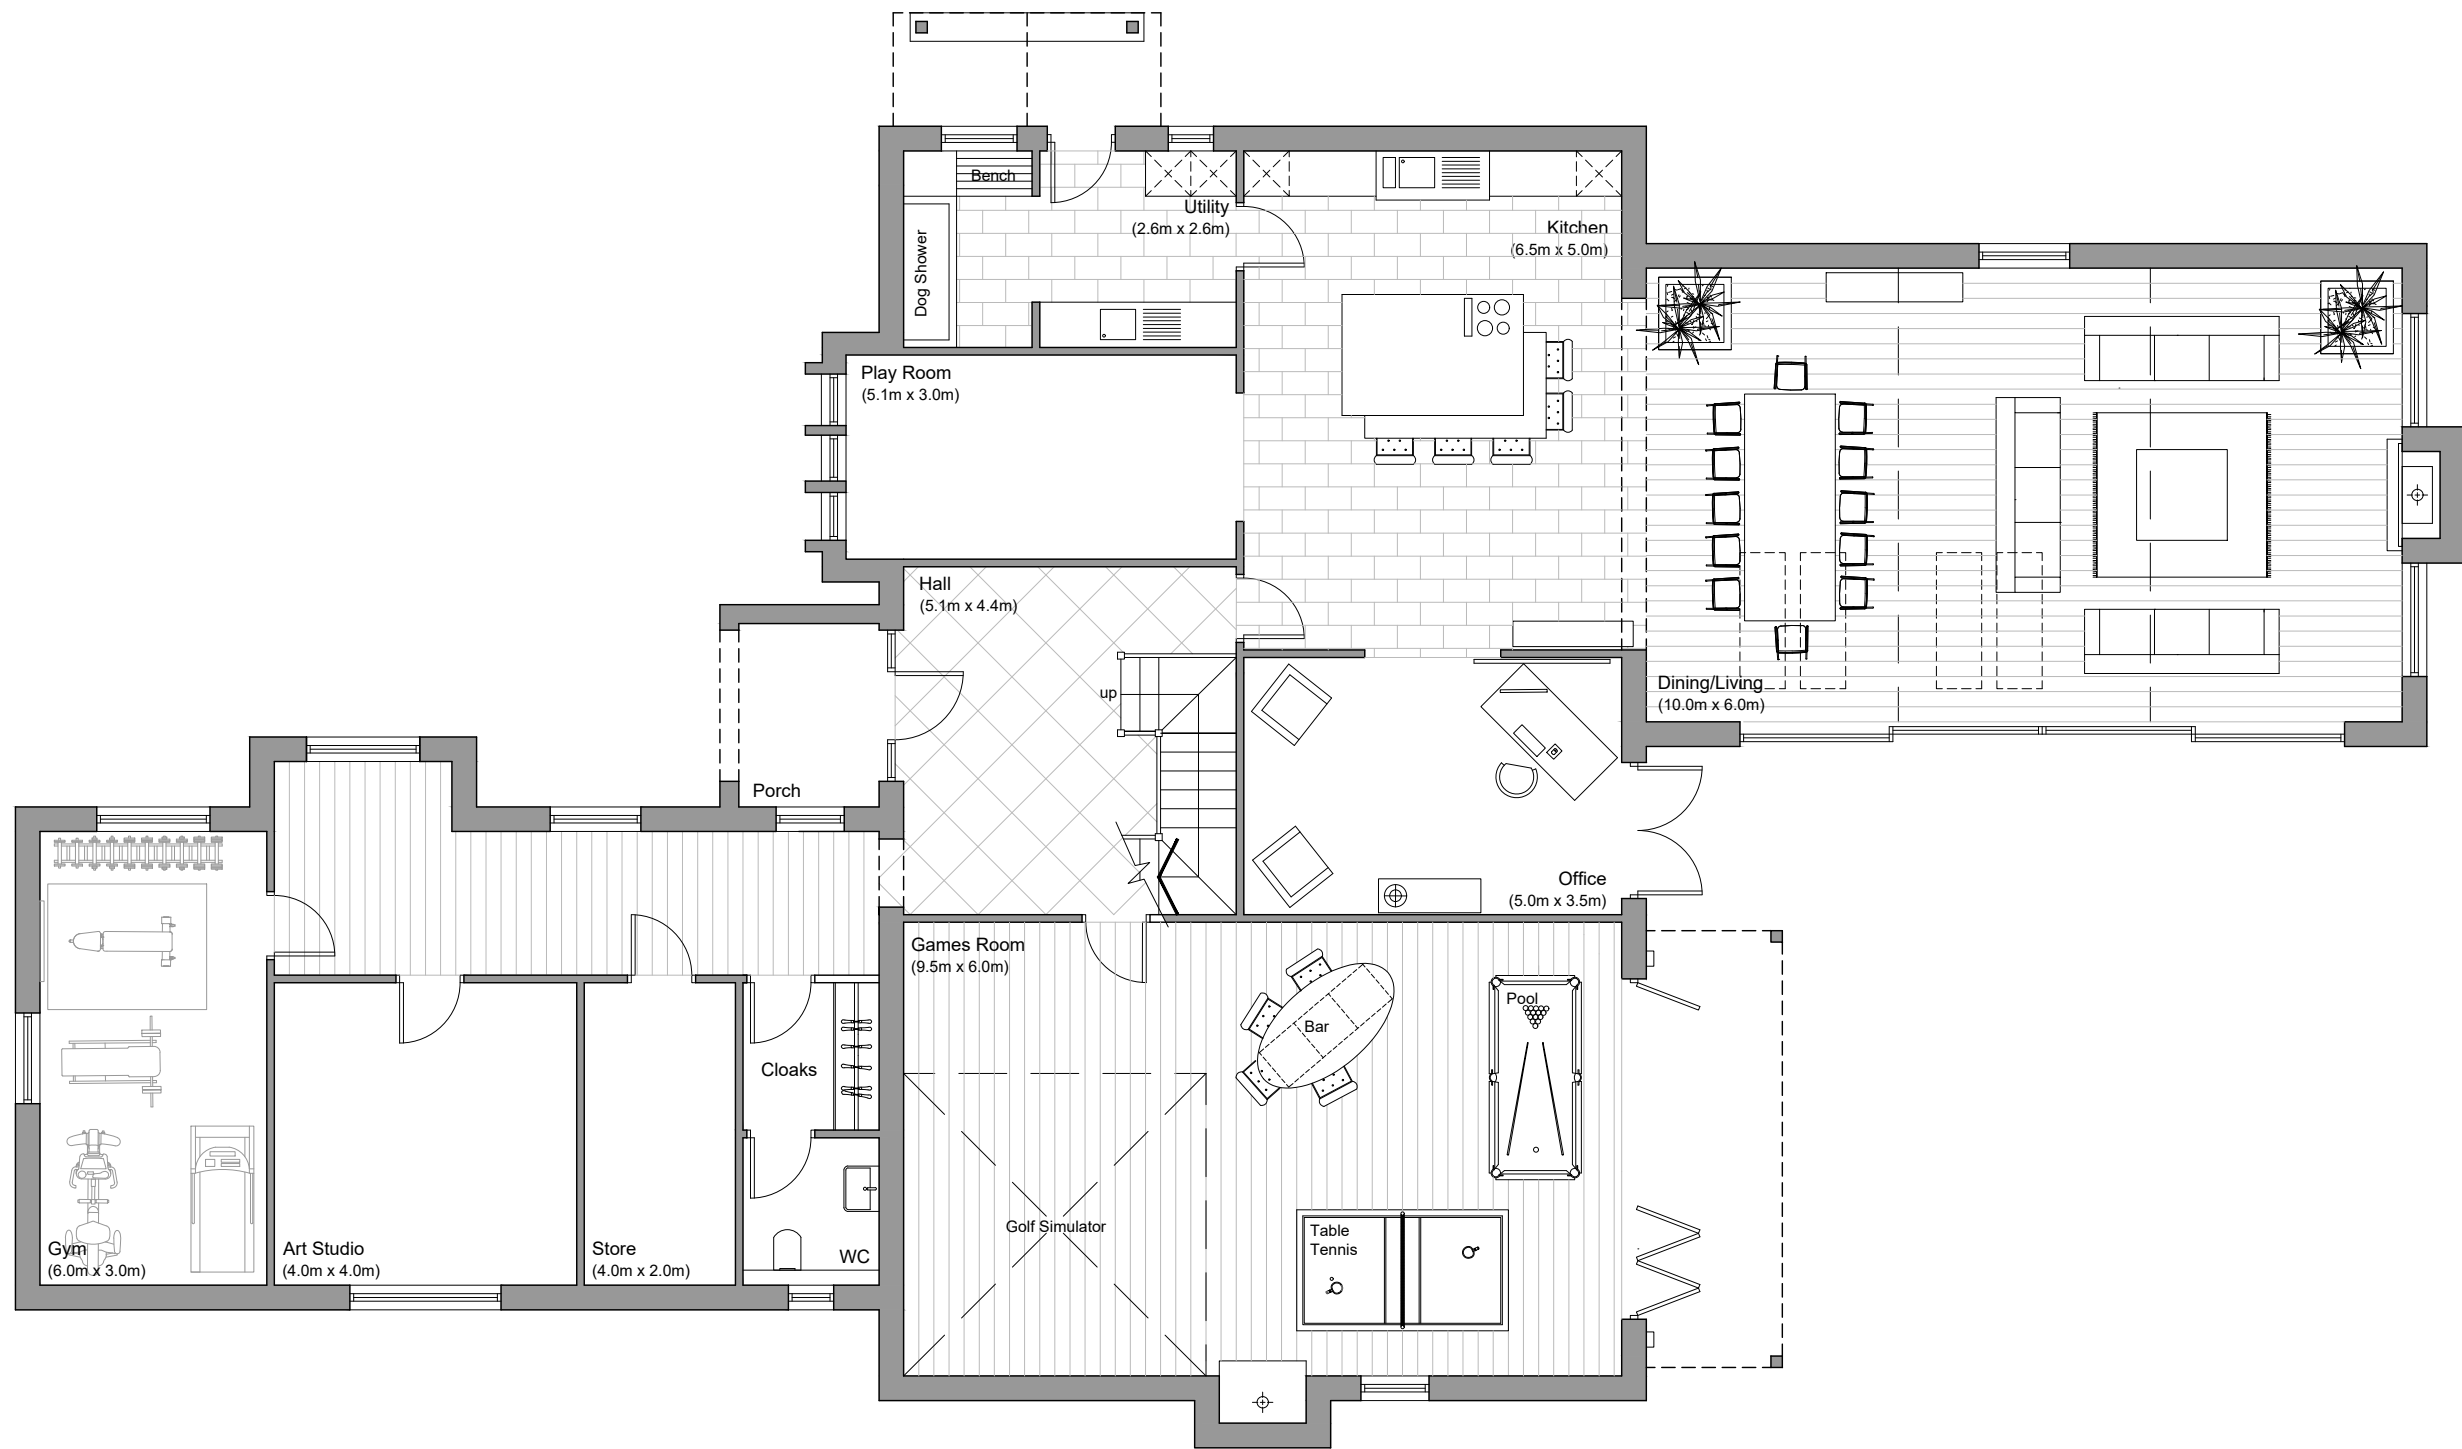 Bench
Utility
(2.6m x 2.6m)
Dog Shower
Kitchen
(6.5m x 5.0m)
Play Room
(5.1m x 3.0m)
Hall
(5.1m x 4.4m)
up
Dining/Living
(10.0m x 6.0m)
Porch
Office
(5.0m x 3.5m)
Games Room
(9.5m x 6.0m)
Pool
Bar
Cloaks
Golf Simulator
Table
Tennis
Gym
(6.0m x 3.0m)
Art Studio
(4.0m x 4.0m)
Store
(4.0m x 2.0m)
WC